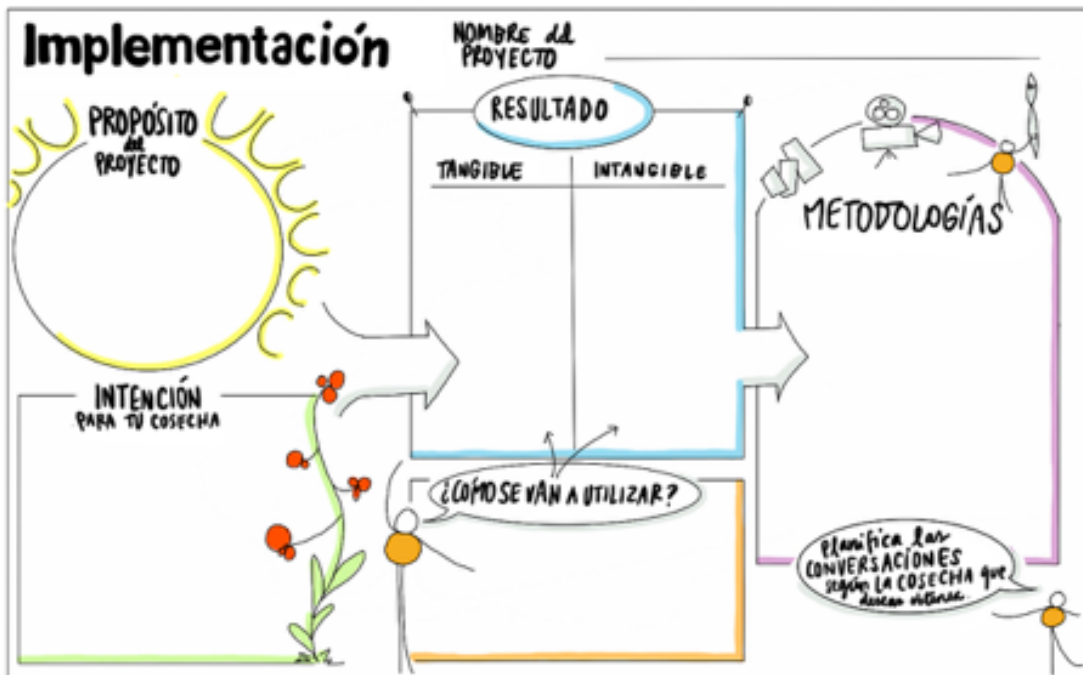 Implementación
NOMBRE del
PROYECTO
PROPÓSITO
del
PROYECTO
RESULTADO
TANGIBLE
INTANGIBLE
METODOLOGÍAS
INTENCIÓN
PARA TU COSECHA
¿CÓMO SE VAN A UTILIZAR?
Planifica las
CONVERSACIONES
según LA COSECHA que
deseas